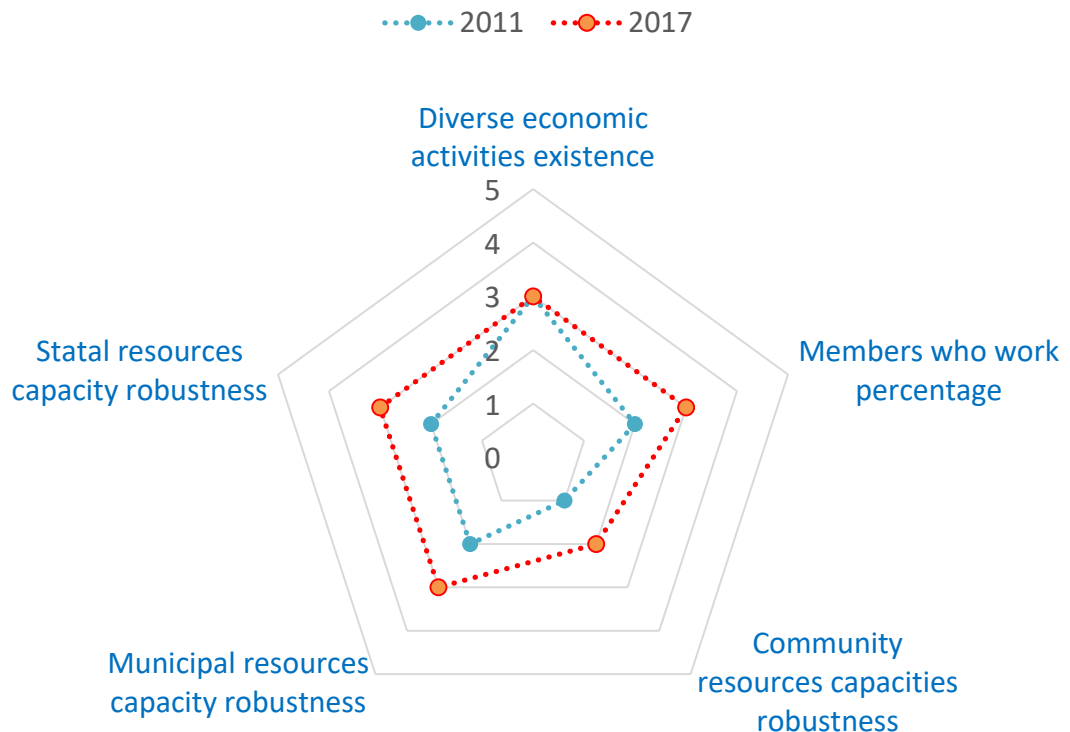 2011 2017
Diverse economic
activities existence
5
4
3
2
1
0
Statal resources
capacity robustness
Members who work
percentage
Municipal resources
capacity robustness
Community
resources capacities
robustness